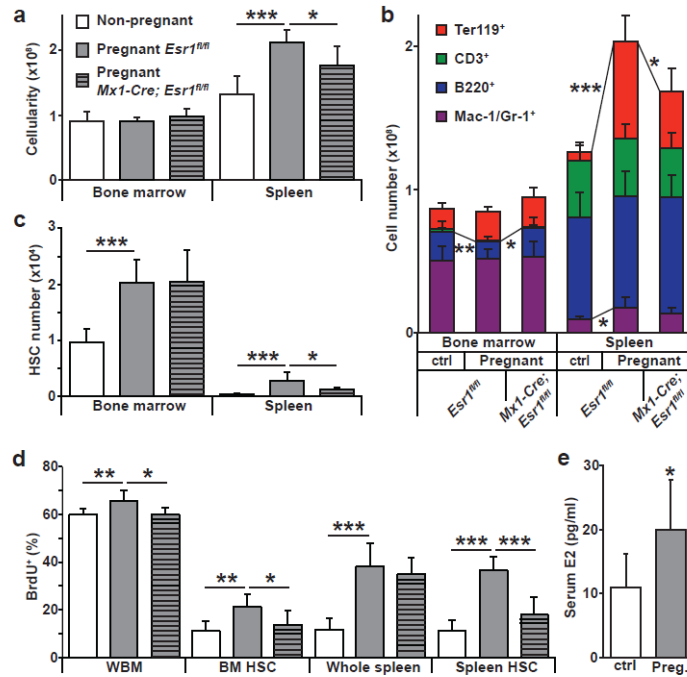 a
Non-pregnant
Pregnant Esr1fl/fl
Pregnant
Mx1-Cre; Esr1fl/fl
Cellularity (x10⁸)
2
1
0
***
*
Bone marrow
Spleen
b
Ter119⁺
CD3⁺
B220⁺
Mac-1/Gr-1⁺
Cell number (x10⁸)
2
1
0
**
*
***
*
*
Bone marrow
Spleen
ctrl
Pregnant
ctrl
Pregnant
Esr1fl/fl
Mx1-Cre;
Esr1fl/fl
Esr1fl/fl
Mx1-Cre;
Esr1fl/fl
c
HSC number (x10⁴)
3
2
1
0
***
***
*
Bone marrow
Spleen
d
BrdU⁺ (%)
80
60
40
20
0
**
*
**
*
***
***
***
WBM
BM HSC
Whole spleen
Spleen HSC
e
Serum E2 (pg/ml)
30
20
10
0
*
ctrl
Preg.